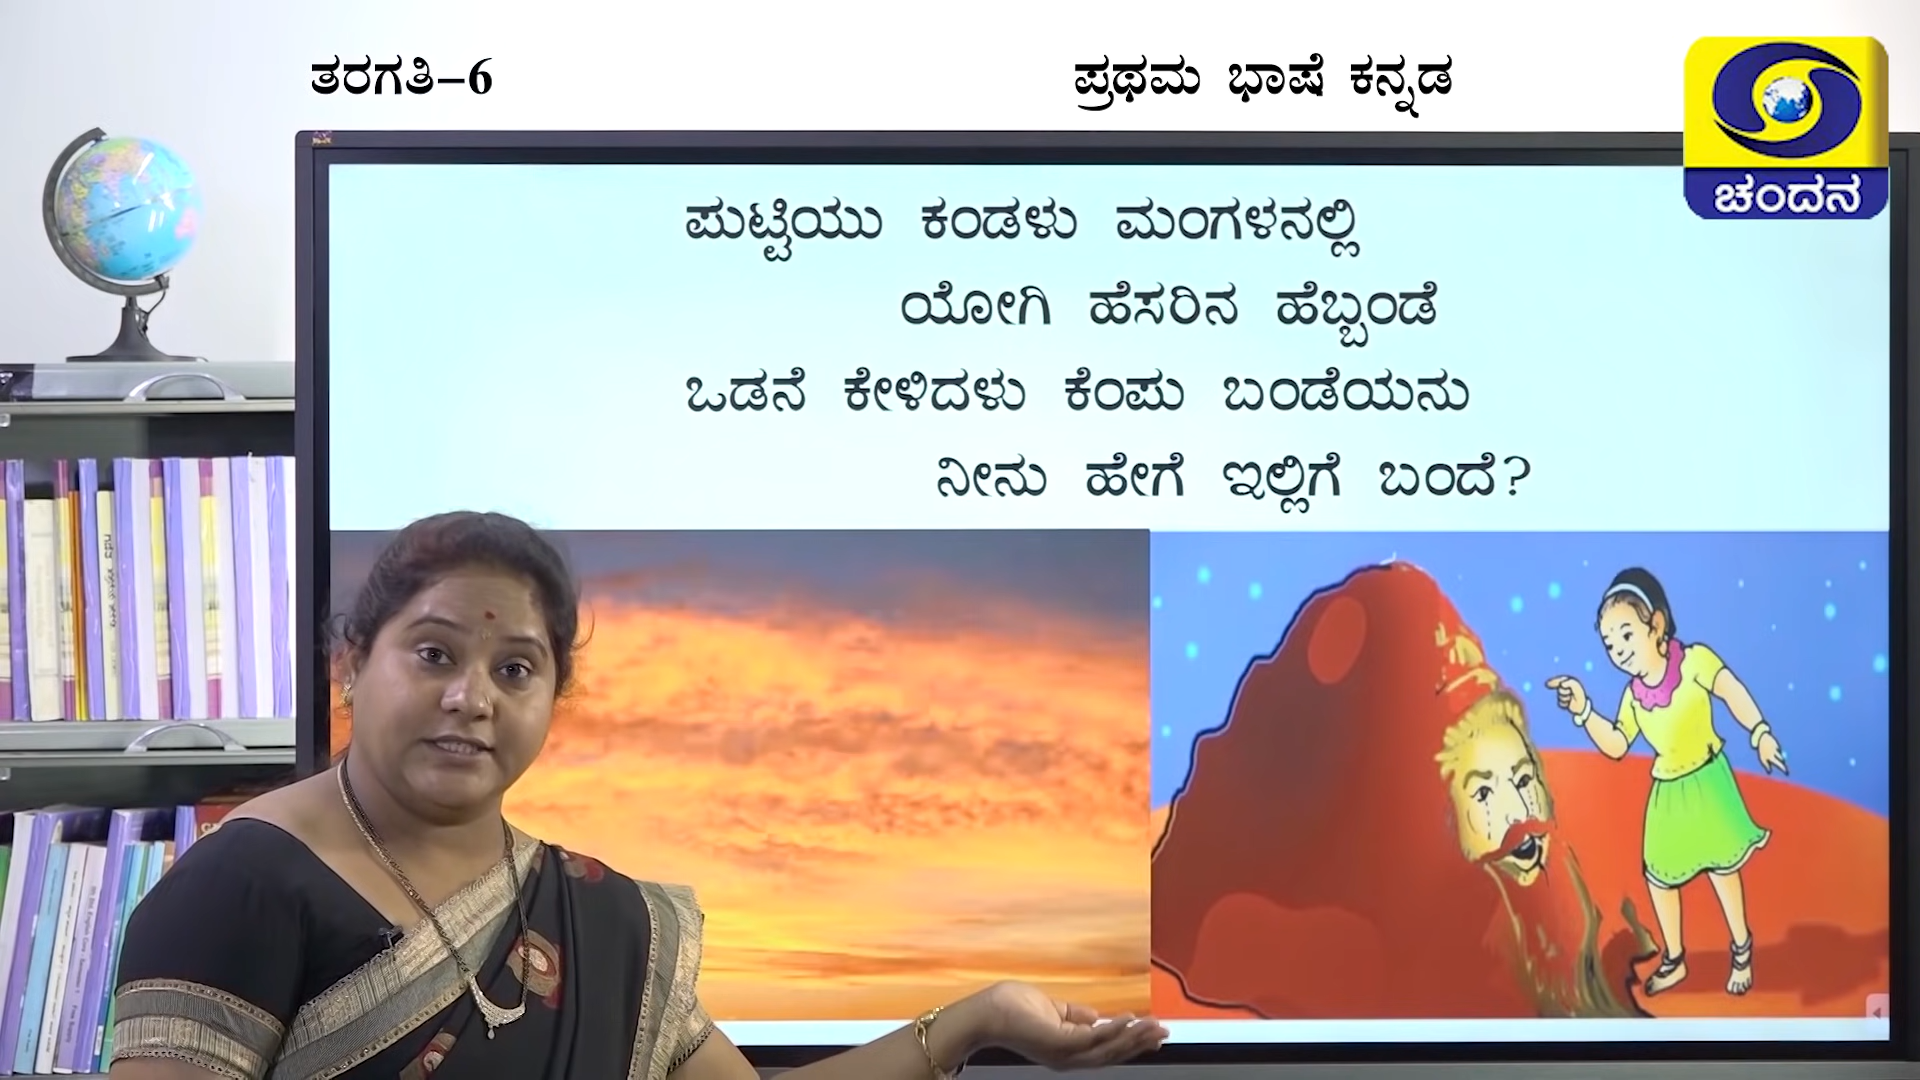 ತರಗತಿ–6
ಪ್ರಥಮ ಭಾಷೆ ಕನ್ನಡ
ಚಂದನ
ಪುಟ್ಟಿಯು ಕಂಡಳು ಮಂಗಳನಲ್ಲಿ
ಯೋಗಿ ಹೆಸರಿನ ಹೆಬ್ಬಂಡೆ
ಒಡನೆ ಕೇಳಿದಳು ಕೆಂಪು ಬಂಡೆಯನು
ನೀನು ಹೇಗೆ ಇಲ್ಲಿಗೆ ಬಂದೆ?